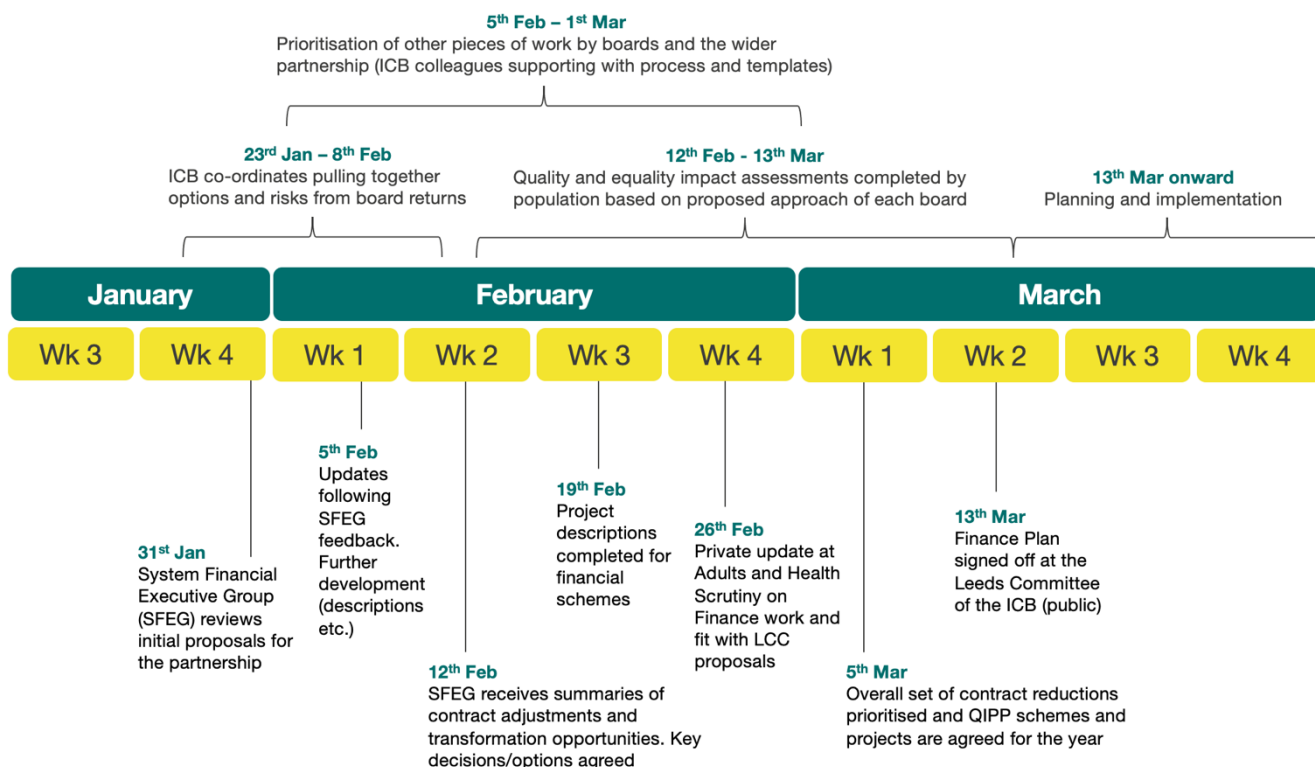 5th Feb – 1st Mar
Prioritisation of other pieces of work by boards and the wider
partnership (ICB colleagues supporting with process and templates)
23rd Jan – 8th Feb
ICB co-ordinates pulling together
options and risks from board returns
12th Feb - 13th Mar
Quality and equality impact assessments completed by
population based on proposed approach of each board
13th Mar onward
Planning and implementation
January
February
March
Wk 3
Wk 4
Wk 1
Wk 2
Wk 3
Wk 4
Wk 1
Wk 2
Wk 3
Wk 4
31st Jan
System Financial
Executive Group
(SFEG) reviews
initial proposals for
the partnership
5th Feb
Updates
following
SFEG
feedback.
Further
development
(descriptions
etc.)
12th Feb
SFEG receives summaries of
contract adjustments and
transformation opportunities. Key
decisions/options agreed
19th Feb
Project
descriptions
completed for
financial
schemes
26th Feb
Private update at
Adults and Health
Scrutiny on
Finance work and
fit with LCC
proposals
5th Mar
Overall set of contract reductions
prioritised and QIPP schemes and
projects are agreed for the year
13th Mar
Finance Plan
signed off at the
Leeds Committee
of the ICB (public)